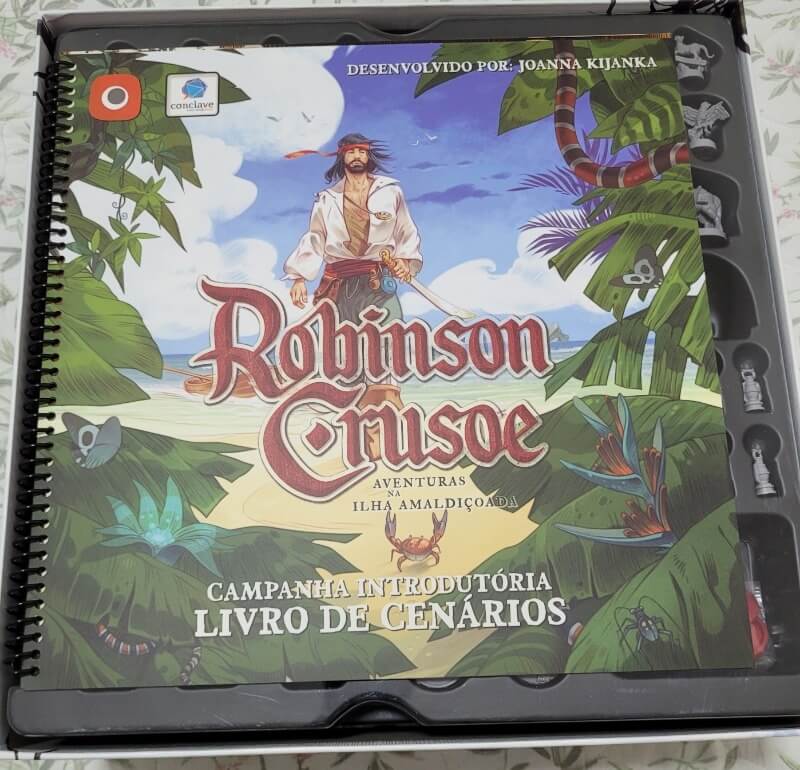 conclave
DESENVOLVIDO POR: JOANNA KIJANKA
Robinson
Crusoe
AVENTURAS
NA
ILHA AMALDIÇOADA
CAMPANHA INTRODUTÓRIA
LIVRO DE CENÁRIOS